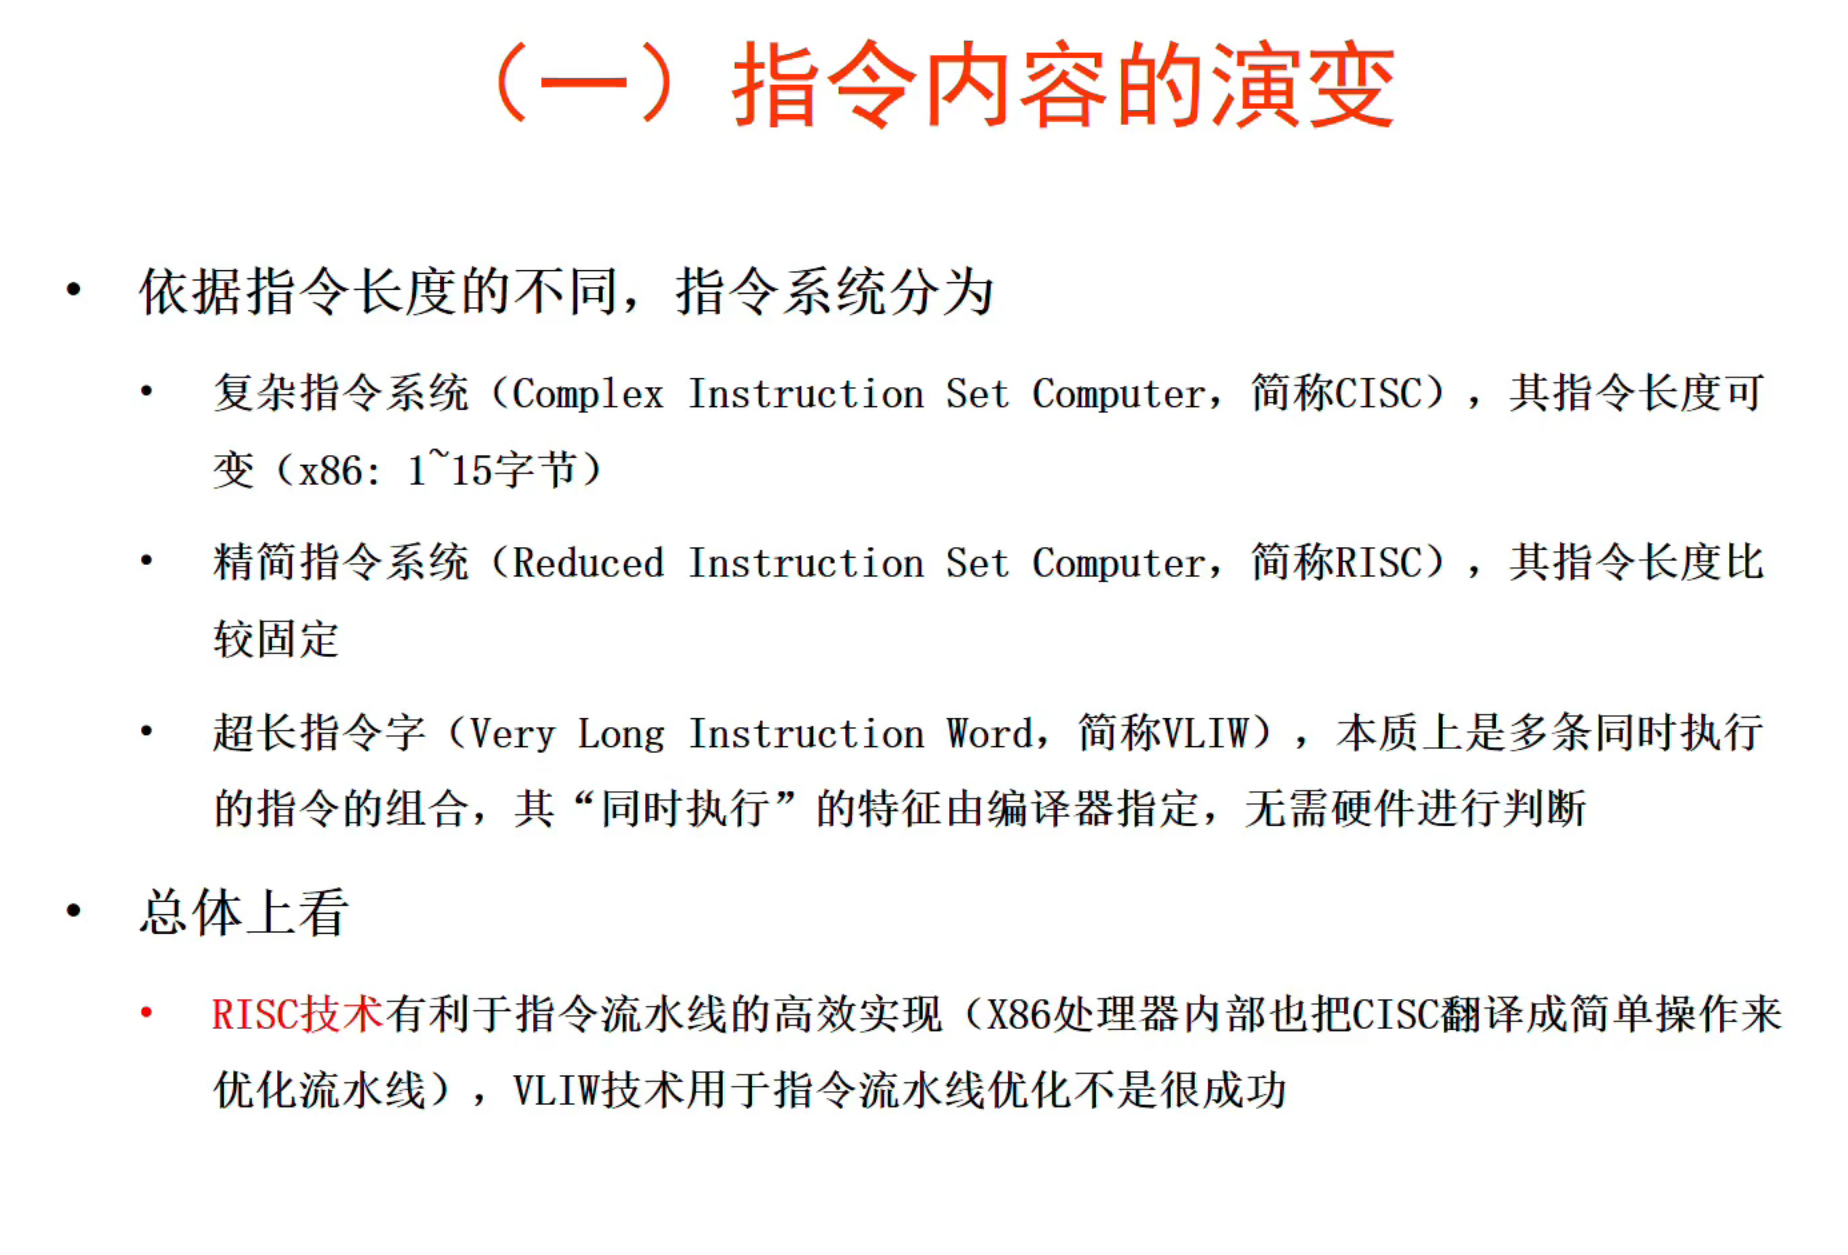 （一）指令内容的演变
• 依据指令长度的不同，指令系统分为
• 复杂指令系统（Complex Instruction Set Computer，简称CISC），其指令长度可
变（x86: 1~15字节）
• 精简指令系统（Reduced Instruction Set Computer，简称RISC），其指令长度比
较固定
• 超长指令字（Very Long Instruction Word，简称VLIW），本质上是多条同时执行
的指令的组合，其“同时执行”的特征由编译器指定，无需硬件进行判断
• 总体上看
• RISC技术有利于指令流水线的高效实现（X86处理器内部也把CISC翻译成简单操作来
优化流水线），VLIW技术用于指令流水线优化不是很成功